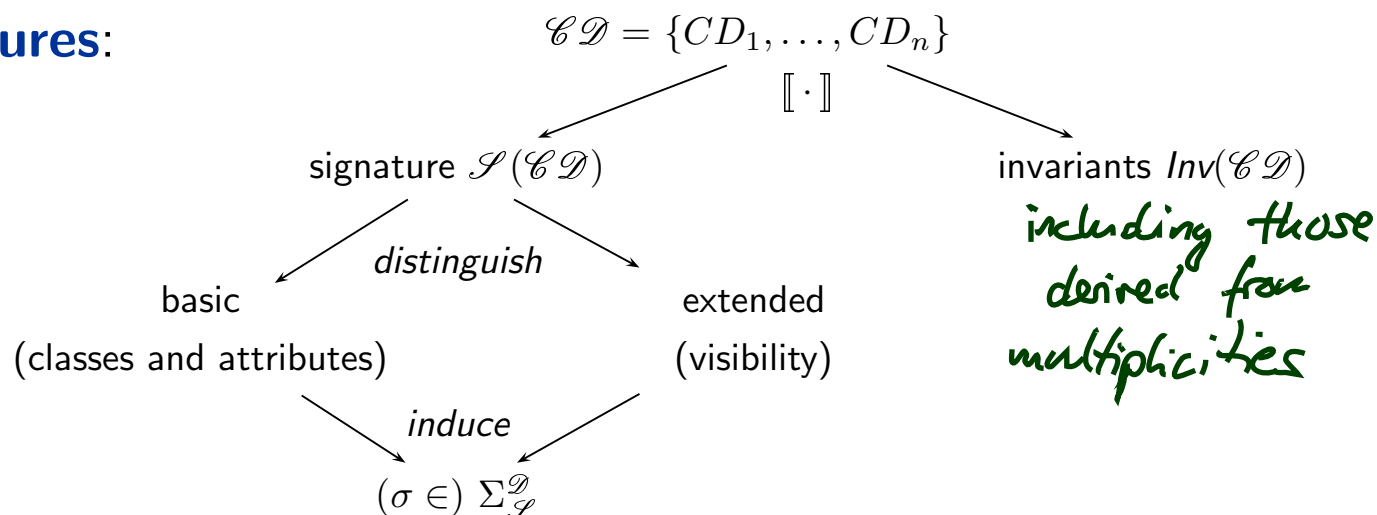 ures:
𝒞𝒟 = {CD₁, . . . , CDₙ}
⟦ · ⟧
signature 𝒮(𝒞𝒟)
invariants Inv(𝒞𝒟)
including those
derived from
multiplicities
distinguish
basic
extended
(classes and attributes)
(visibility)
induce
(σ ∈) Σ_𝒮^𝒟